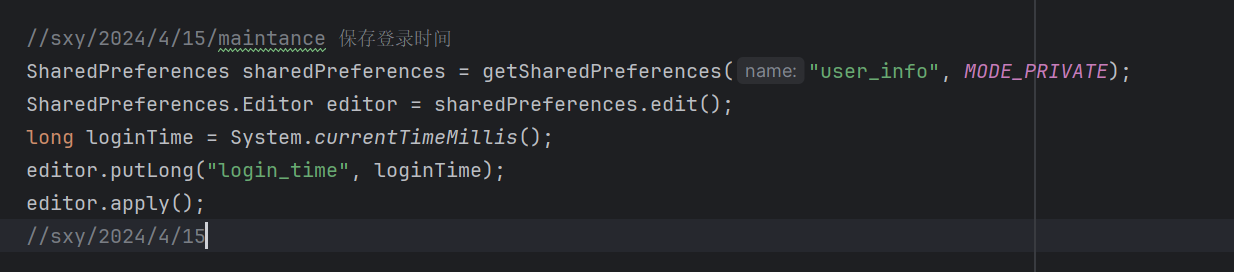 //sxy/2024/4/15/maintance 保存登录时间
SharedPreferences sharedPreferences = getSharedPreferences( name: "user_info", MODE_PRIVATE);
SharedPreferences.Editor editor = sharedPreferences.edit();
long loginTime = System.currentTimeMillis();
editor.putLong("login_time", loginTime);
editor.apply();
//sxy/2024/4/15